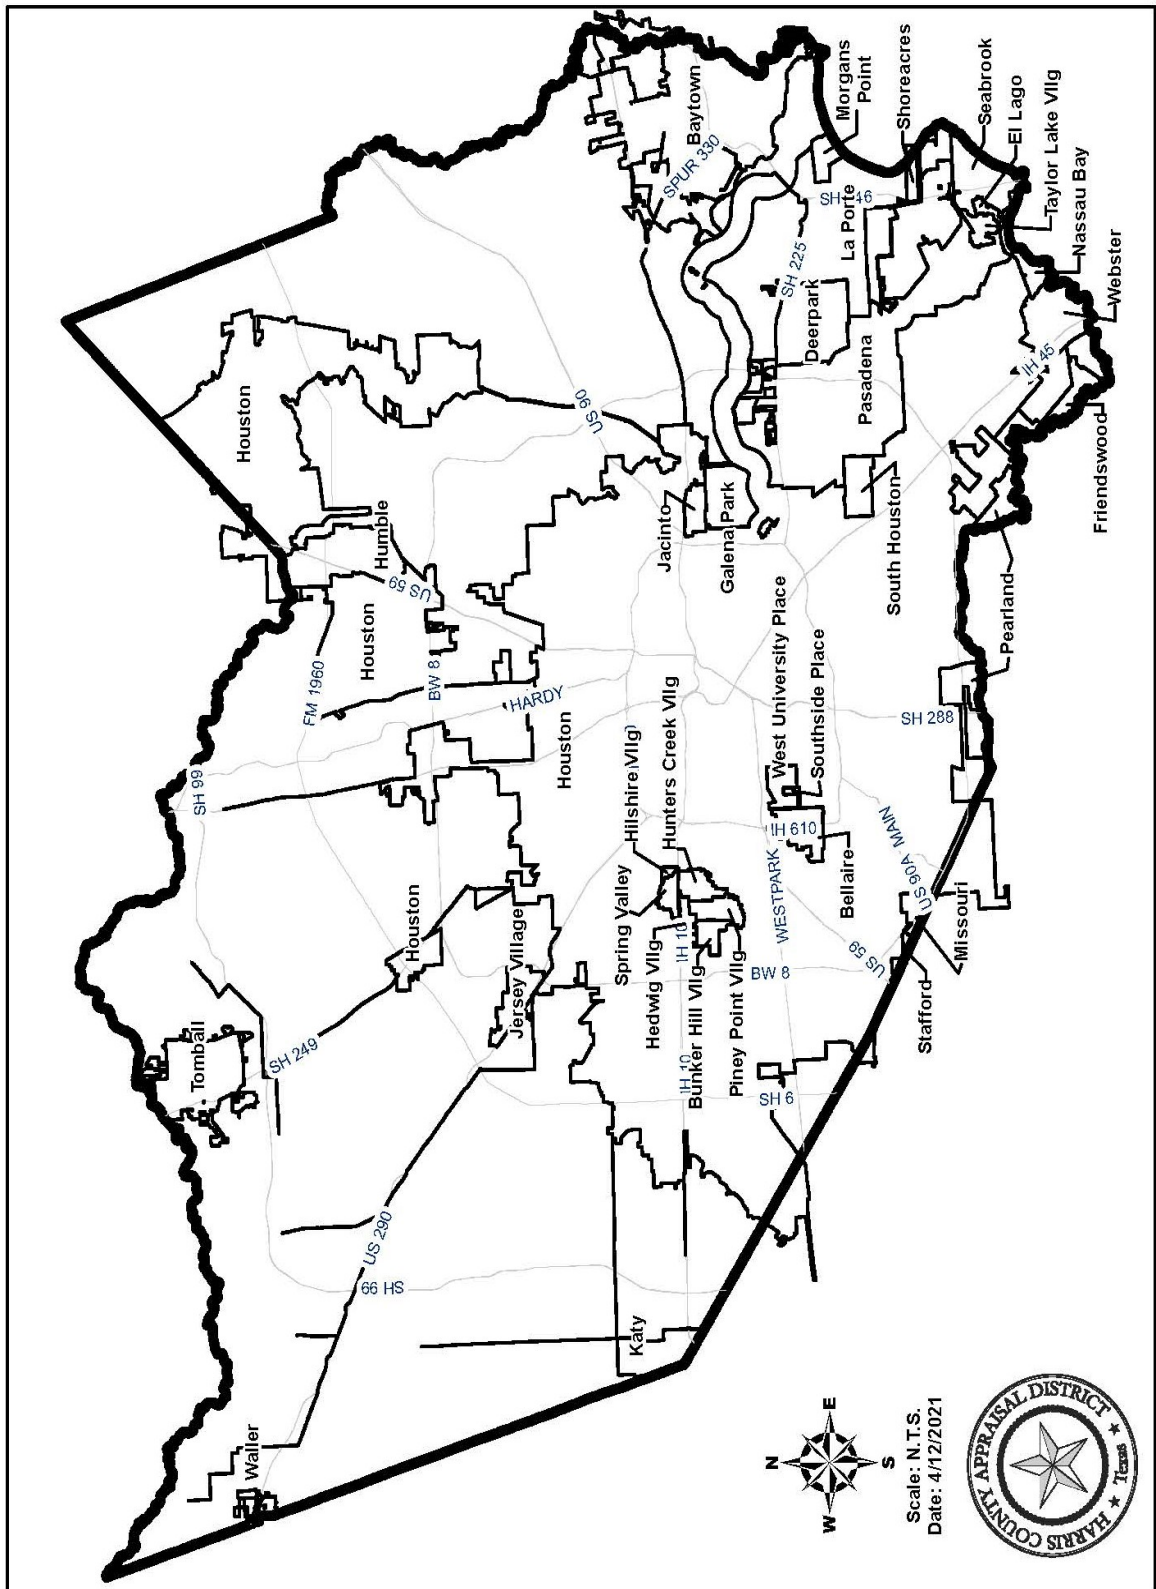 Waller
Tomball
Houston
Houston
Houston
Humble
SH 99
FM 1960
US 59
BW 8
HARDY
SH 249
US 290
66 HS
Houston
Jersey Village
Houston
US 90
Baytown
SPUR 330
Morgans
Point
Shoreacres
Seabrook
El Lago
Taylor Lake Vllg
Nassau Bay
Webster
SH 146
La Porte
SH 225
Deerpark
Pasadena
IH 45
Friendswood
Jacinto
Galena Park
South Houston
Pearland
SH 288
West University Place
Southside Place
Hilshire Vllg
Hunters Creek Vllg
Spring Valley
Hedwig Vllg
Bunker Hill Vllg
Piney Point Vllg
IH 10
IH 10
IH 610
WESTPARK
Bellaire
US 90A MAIN
US 59
BW 8
SH 6
Missouri
Stafford
Katy
N
W
E
S
Scale: N.T.S.
Date: 4/12/2021
HARRIS COUNTY APPRAISAL DISTRICT
Texas